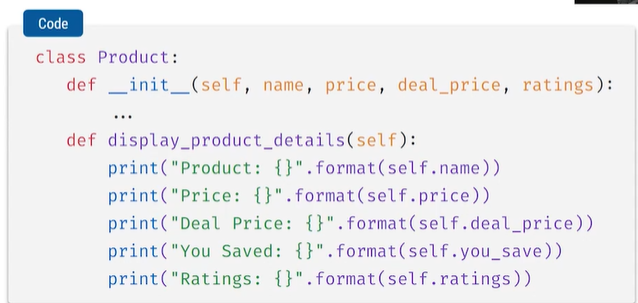 Code
class Product:
    def __init__(self, name, price, deal_price, ratings):
        ...
    def display_product_details(self):
        print("Product: {}".format(self.name))
        print("Price: {}".format(self.price))
        print("Deal Price: {}".format(self.deal_price))
        print("You Saved: {}".format(self.you_save))
        print("Ratings: {}".format(self.ratings))